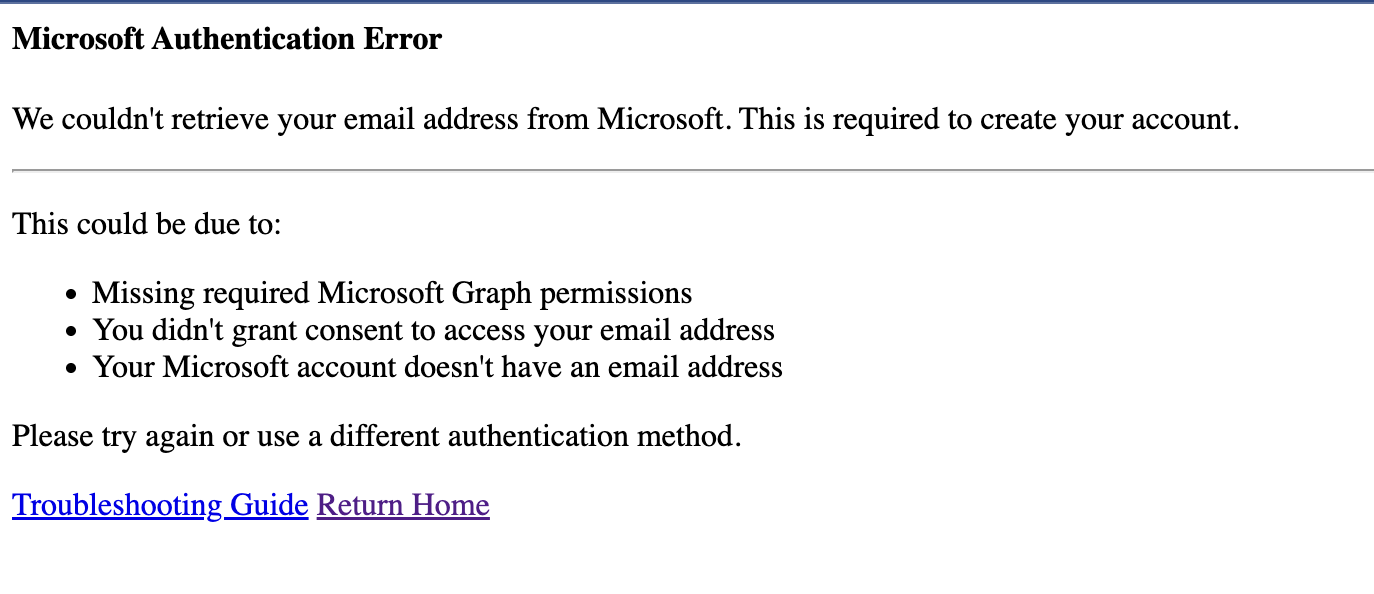 Microsoft Authentication Error
We couldn't retrieve your email address from Microsoft. This is required to create your account.
This could be due to:
• Missing required Microsoft Graph permissions
• You didn't grant consent to access your email address
• Your Microsoft account doesn't have an email address
Please try again or use a different authentication method.
Troubleshooting Guide Return Home